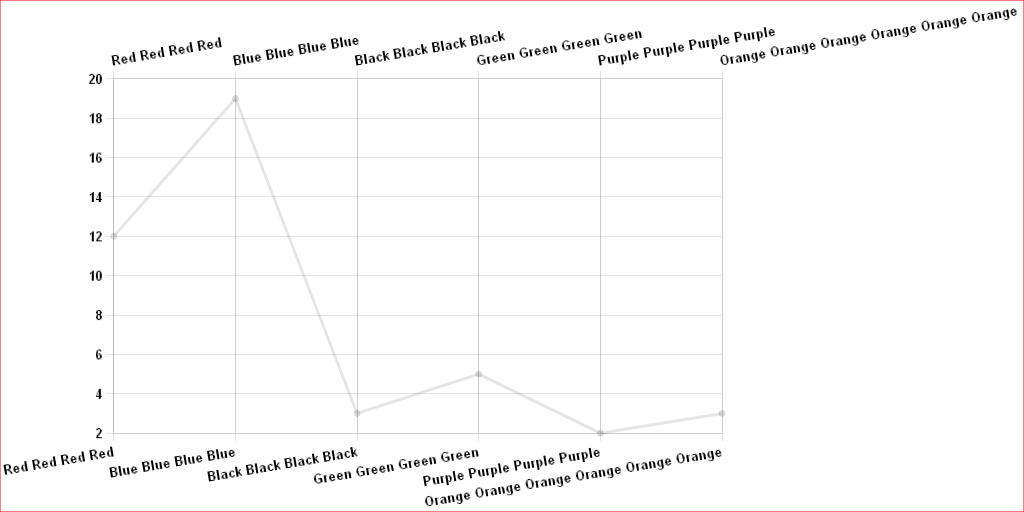 Red Red Red Red
Blue Blue Blue Blue
Black Black Black Black
Green Green Green Green
Purple Purple Purple Purple
Orange Orange Orange Orange Orange Orange
20
18
16
14
12
10
8
6
4
2
Red Red Red Red
Blue Blue Blue Blue
Black Black Black Black
Green Green Green Green
Purple Purple Purple Purple
Orange Orange Orange Orange Orange Orange